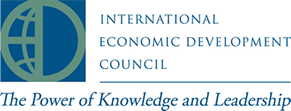 INTERNATIONAL
ECONOMIC DEVELOPMENT
COUNCIL
The Power of Knowledge and Leadership